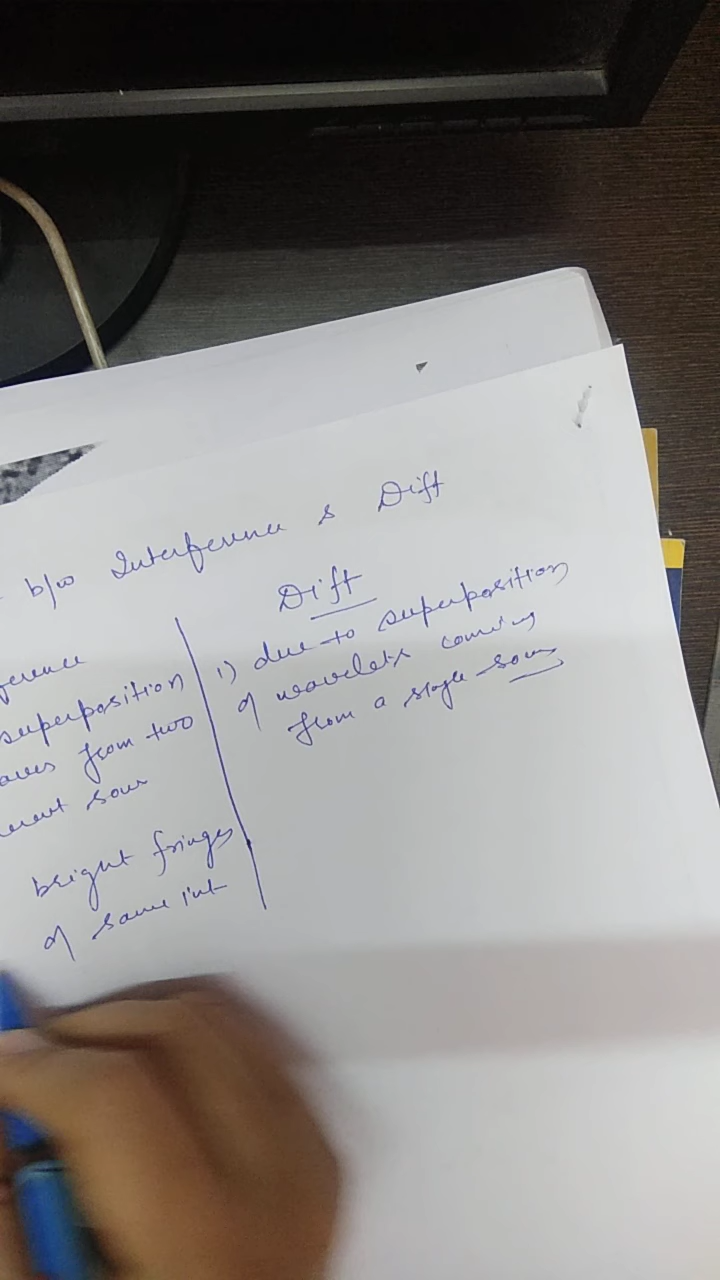 b/w Interference & Diff
Diff
ference
superposition
aves from two
erent sour
bright fringes
of same int
1) due to superposition
of wavelets coming
from a single sour